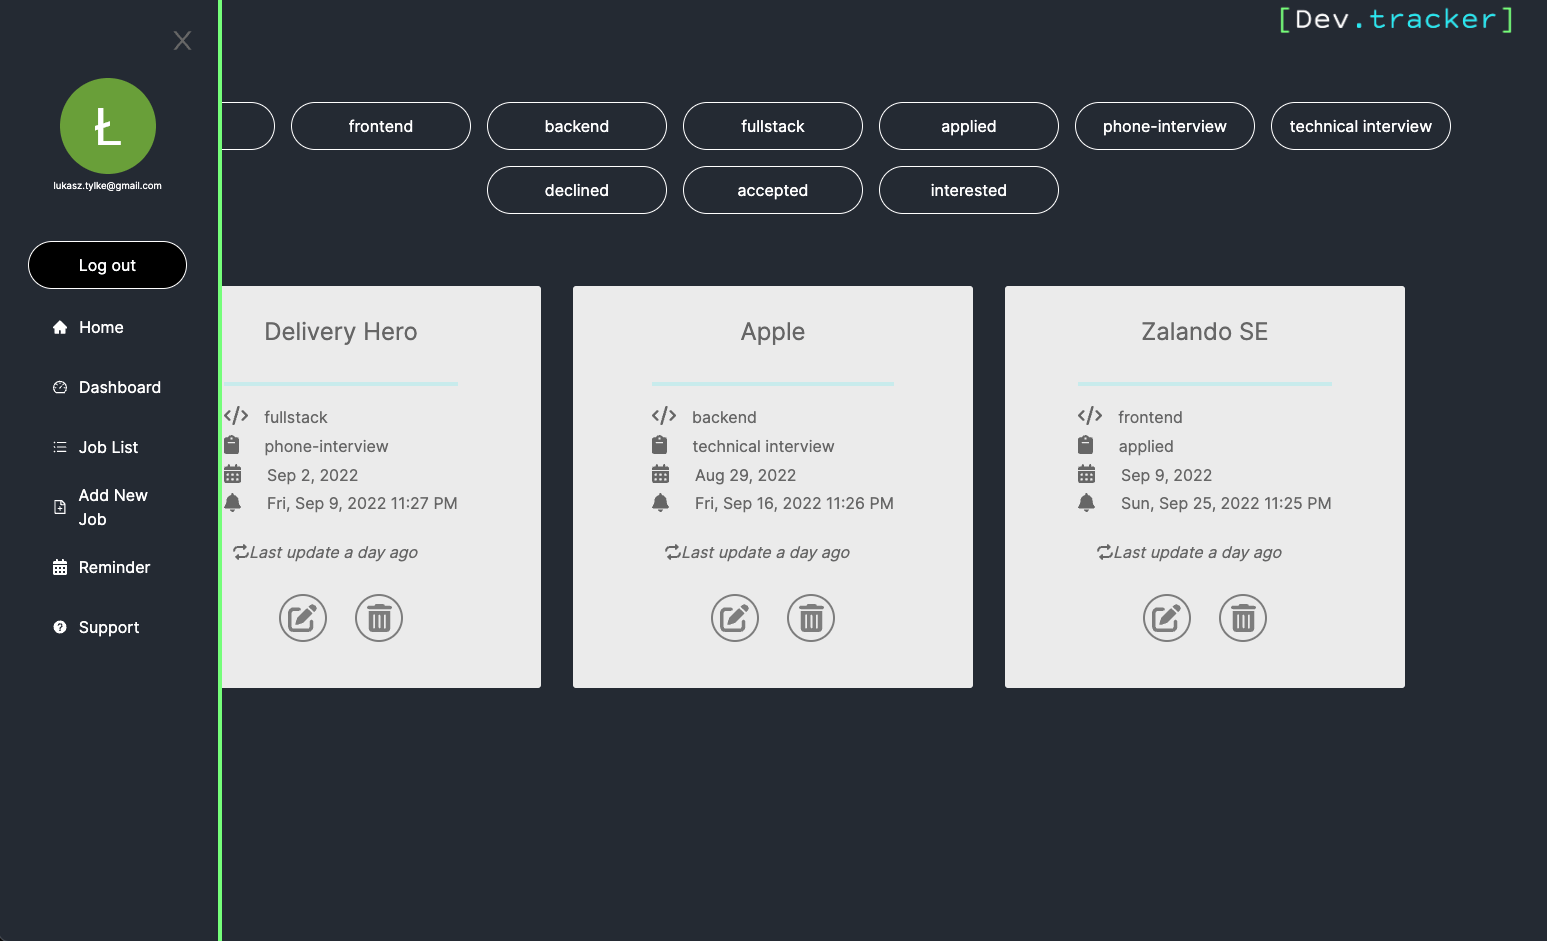 X
[Dev.tracker]
Ł
lukasz.tylke@gmail.com
Log out
Home
Dashboard
Job List
Add New
Job
Reminder
Support
frontend
backend
fullstack
applied
phone-interview
technical interview
declined
accepted
interested
Delivery Hero
fullstack
phone-interview
Sep 2, 2022
Fri, Sep 9, 2022 11:27 PM
Last update a day ago
Apple
backend
technical interview
Aug 29, 2022
Fri, Sep 16, 2022 11:26 PM
Last update a day ago
Zalando SE
frontend
applied
Sep 9, 2022
Sun, Sep 25, 2022 11:25 PM
Last update a day ago